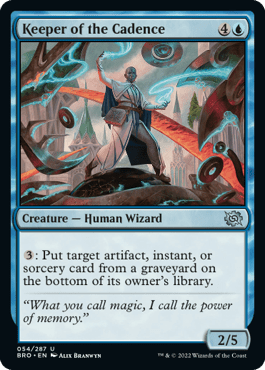 Keeper of the Cadence 4
Creature — Human Wizard
3: Put target artifact, instant, or
sorcery card from a graveyard on
the bottom of its owner's library.
"What you call magic, I call the power
of memory."
2/5
054/287 U
BRO • EN Alix Branwyn
™ & © 2022 Wizards of the Coast